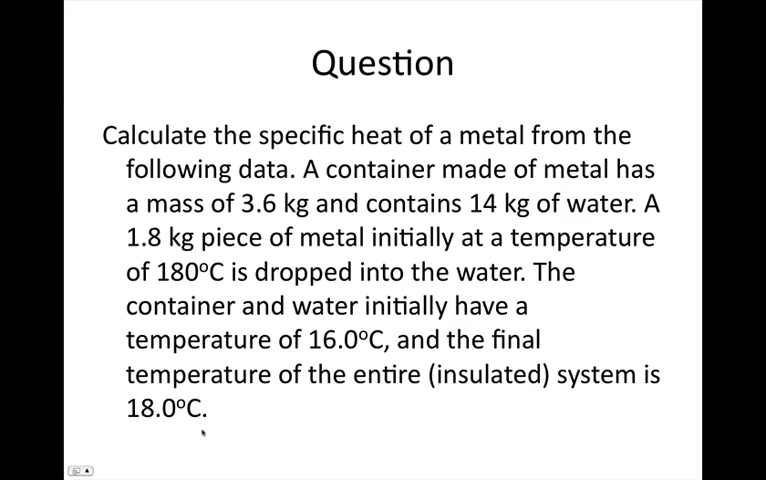 Question
Calculate the specific heat of a metal from the
following data. A container made of metal has
a mass of 3.6 kg and contains 14 kg of water. A
1.8 kg piece of metal initially at a temperature
of 180°C is dropped into the water. The
container and water initially have a
temperature of 16.0°C, and the final
temperature of the entire (insulated) system is
18.0°C.